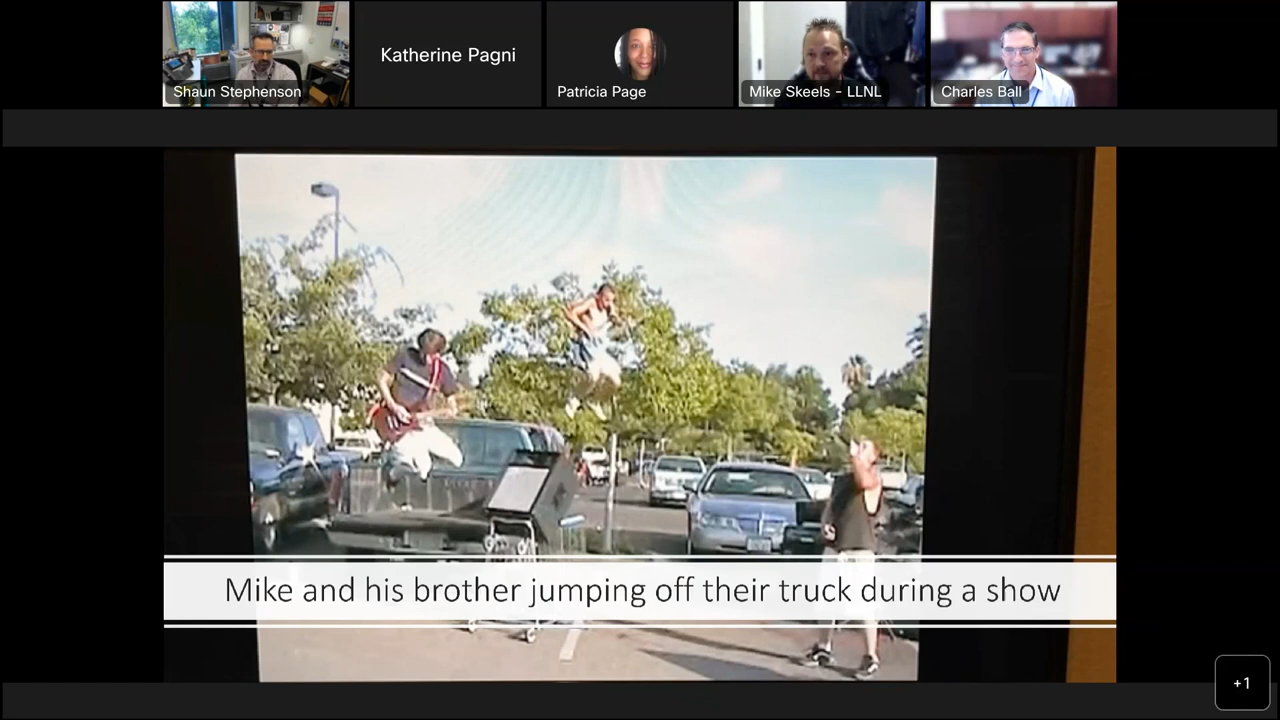 Katherine Pagni
Shaun Stephenson
Patricia Page
Mike Skeels - LLNL
Charles Ball
Mike and his brother jumping off their truck during a show
+1